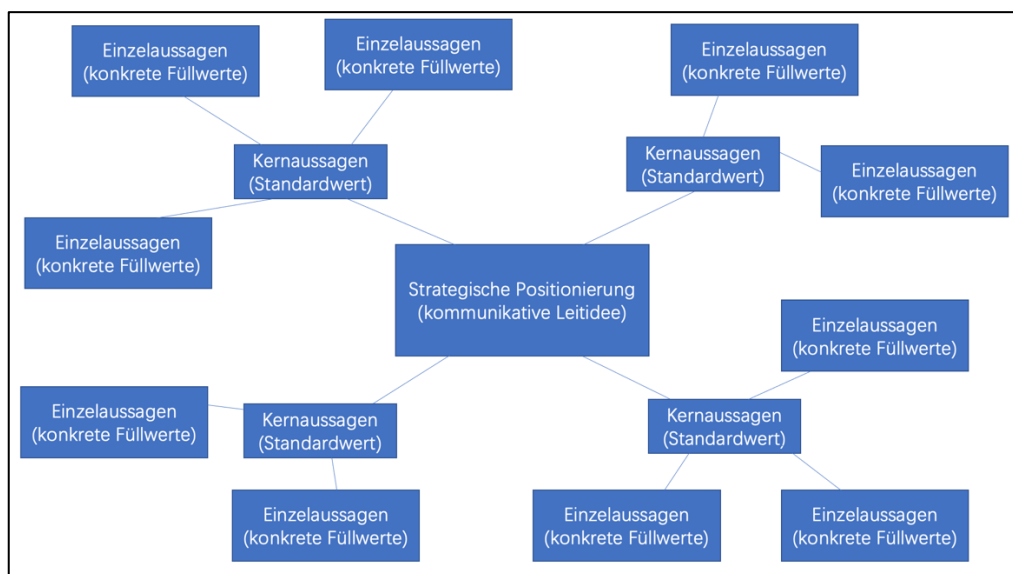 Einzelaussagen
(konkrete Füllwerte)
Einzelaussagen
(konkrete Füllwerte)
Einzelaussagen
(konkrete Füllwerte)
Kernaussagen
(Standardwert)
Kernaussagen
(Standardwert)
Einzelaussagen
(konkrete Füllwerte)
Einzelaussagen
(konkrete Füllwerte)
Strategische Positionierung
(kommunikative Leitidee)
Einzelaussagen
(konkrete Füllwerte)
Einzelaussagen
(konkrete Füllwerte)
Kernaussagen
(Standardwert)
Kernaussagen
(Standardwert)
Einzelaussagen
(konkrete Füllwerte)
Einzelaussagen
(konkrete Füllwerte)
Einzelaussagen
(konkrete Füllwerte)